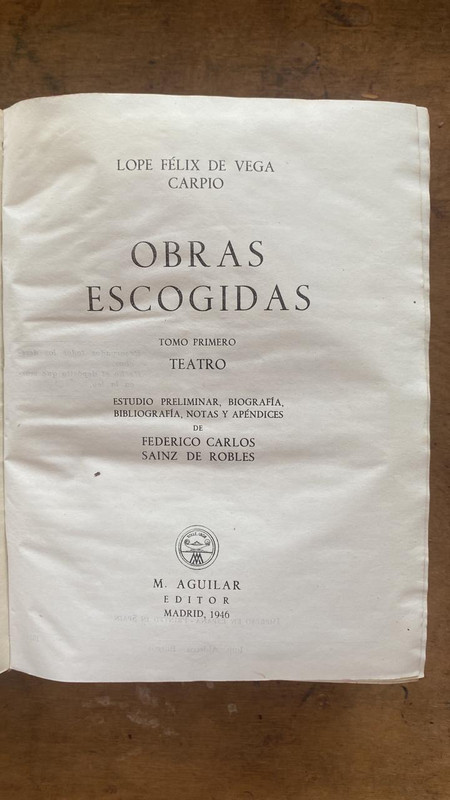 LOPE FÉLIX DE VEGA
CARPIO
OBRAS
ESCOGIDAS
TOMO PRIMERO
TEATRO
ESTUDIO PRELIMINAR, BIOGRAFÍA,
BIBLIOGRAFÍA, NOTAS Y APÉNDICES
DE
FEDERICO CARLOS
SAINZ DE ROBLES
M. AGUILAR
EDITOR
MADRID, 1946